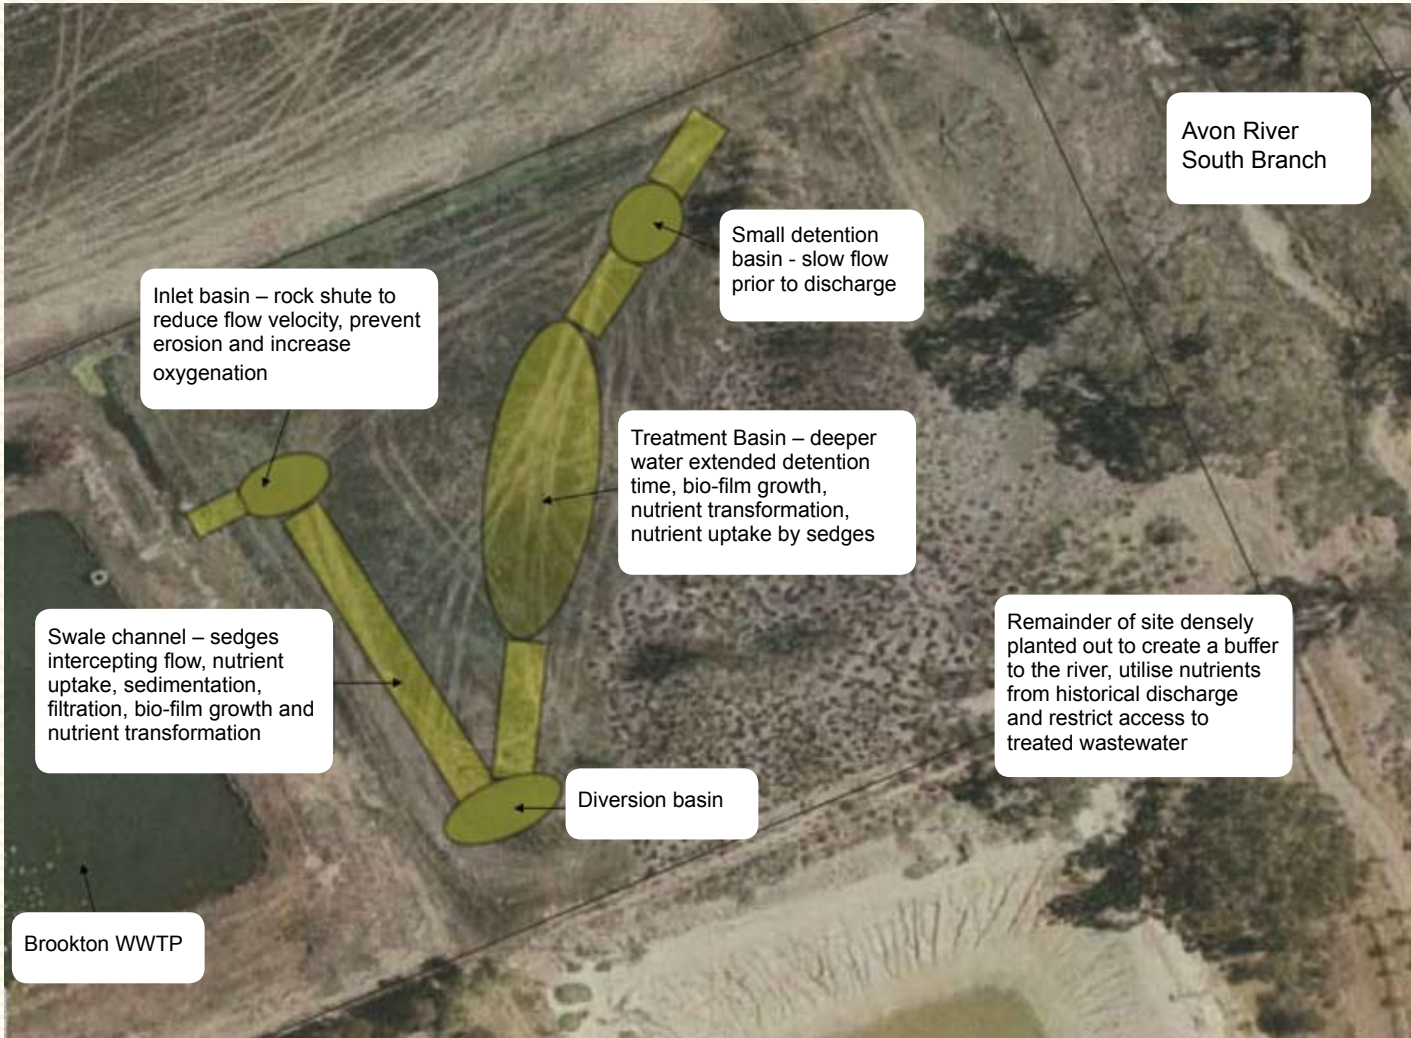 Avon River
South Branch
Small detention
basin - slow flow
prior to discharge
Inlet basin – rock shute to
reduce flow velocity, prevent
erosion and increase
oxygenation
Treatment Basin – deeper
water extended detention
time, bio-film growth,
nutrient transformation,
nutrient uptake by sedges
Swale channel – sedges
intercepting flow, nutrient
uptake, sedimentation,
filtration, bio-film growth and
nutrient transformation
Remainder of site densely
planted out to create a buffer
to the river, utilise nutrients
from historical discharge
and restrict access to
treated wastewater
Diversion basin
Brookton WWTP